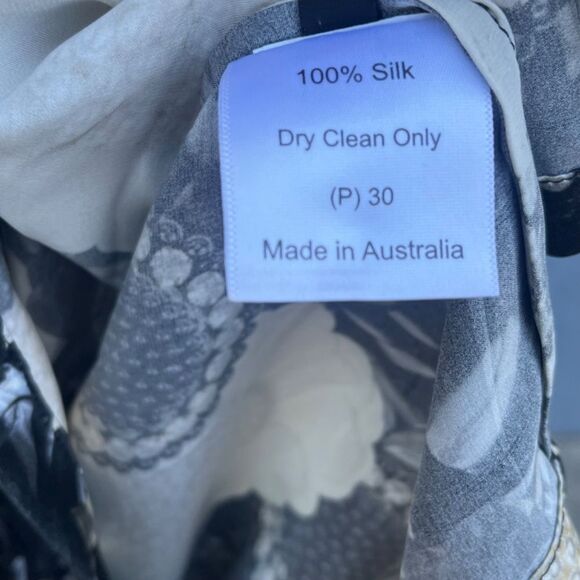 100% Silk
Dry Clean Only
(P) 30
Made in Australia